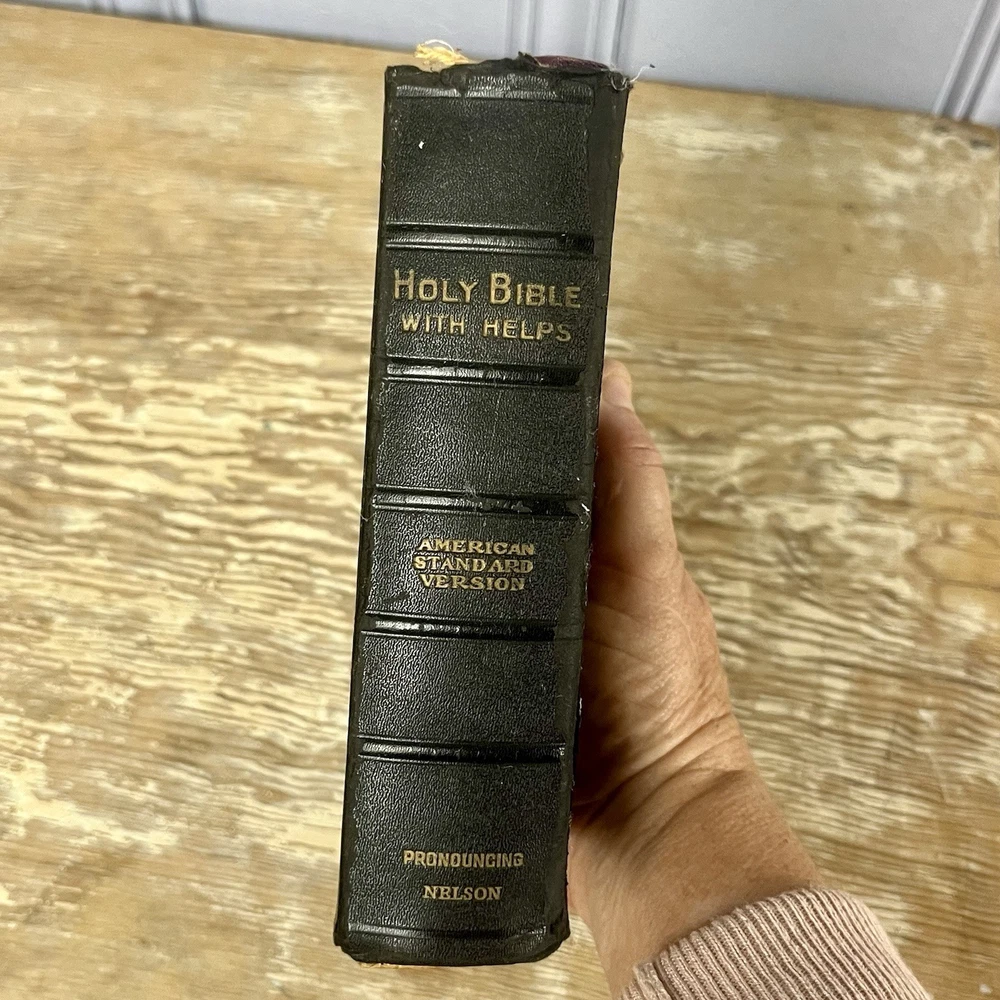 HOLY BIBLE
WITH HELPS
AMERICAN
STANDARD
VERSION
PRONOUNCING
NELSON